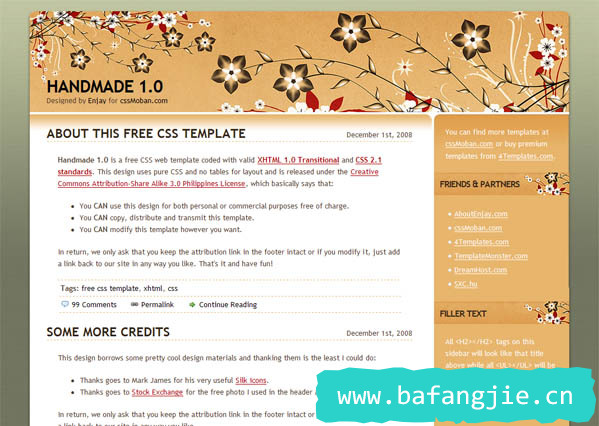 HANDMADE 1.0
Designed by Enjay for cssMoban.com
ABOUT THIS FREE CSS TEMPLATE
December 1st, 2008
Handmade 1.0 is a free CSS web template coded with valid XHTML 1.0 Transitional and CSS 2.1
standards. This design uses pure CSS and no tables for layout and is released under the Creative
Commons Attribution-Share Alike 3.0 Philippines License, which basically says that:
You CAN use this design for both personal or commercial purposes free of charge.
You CAN copy, distribute and transmit this template.
You CAN modify this template however you want.
In return, we only ask that you keep the attribution link in the footer intact or if you modify it, just add
a link back to our site in any way you like. That's it and have fun!
Tags: free css template, xhtml, css
99 Comments
Permalink
Continue Reading
SOME MORE CREDITS
December 1st, 2008
This design borrows some pretty cool design materials and thanking them is the least I could do:
Thanks goes to Mark James for his very useful Silk Icons.
Thanks goes to Stock Exchange for the free photo I used in the header
In return, we only ask that you keep the attribution link in the footer intact or
a link back to our site in any way you like.
You can find more templates at
cssMoban.com or buy premium
templates from 4Templates.com.
FRIENDS & PARTNERS
AboutEnjay.com
cssMoban.com
4Templates.com
TemplateMonster.com
DreamHost.com
SXC.hu
FILLER TEXT
All <H2></H2> tags on this
sidebar will look like that title
above while all <UL></UL> will be
www.bafangjie.cn